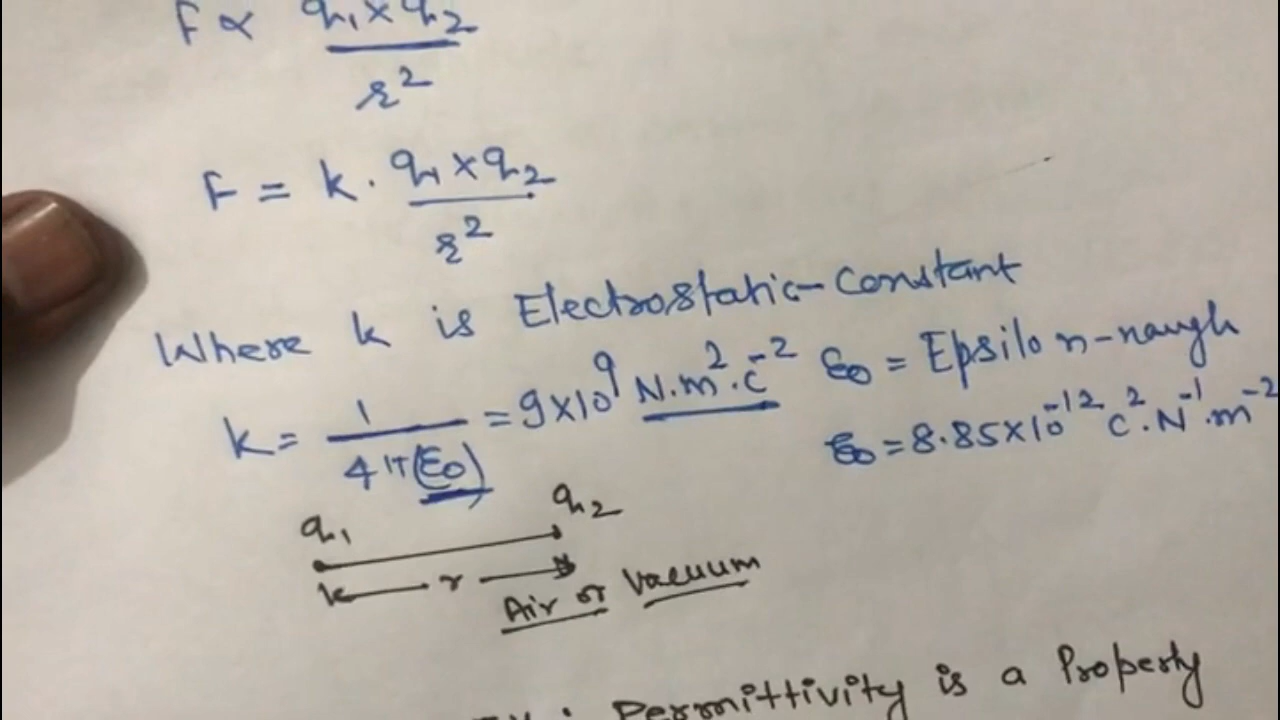 F ∝ q₁×q₂
r²
F = k. q₁×q₂
r²
Where k is Electrostatic-Constant
k = 1/4π(ε₀) = 9×10⁹ N.m².C⁻² ε₀ = Epsilon-naugh
ε₀ = 8.85×10⁻¹² C².N⁻¹.m⁻²
q₁ q₂
r
Air or Vacuum
: Permittivity is a Property